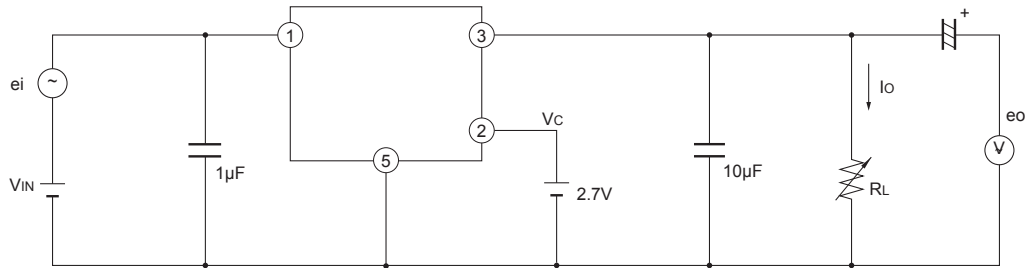 +
1
3
ei
~
IO
VC
2
eo
V
1μF
5
10μF
VIN
2.7V
RL